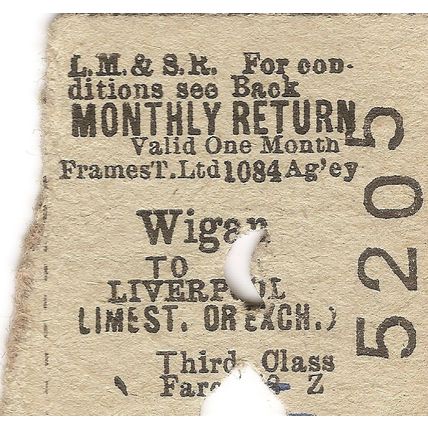 L.M. & S.R. For con-
ditions see Back
MONTHLY RETURN
Valid One Month
FramesT.Ltd 1084 Ag'ey
Wigan
TO
LIVERPOOL
(LIMEST. OR EXCH.)
Third Class
Fare Z
5205